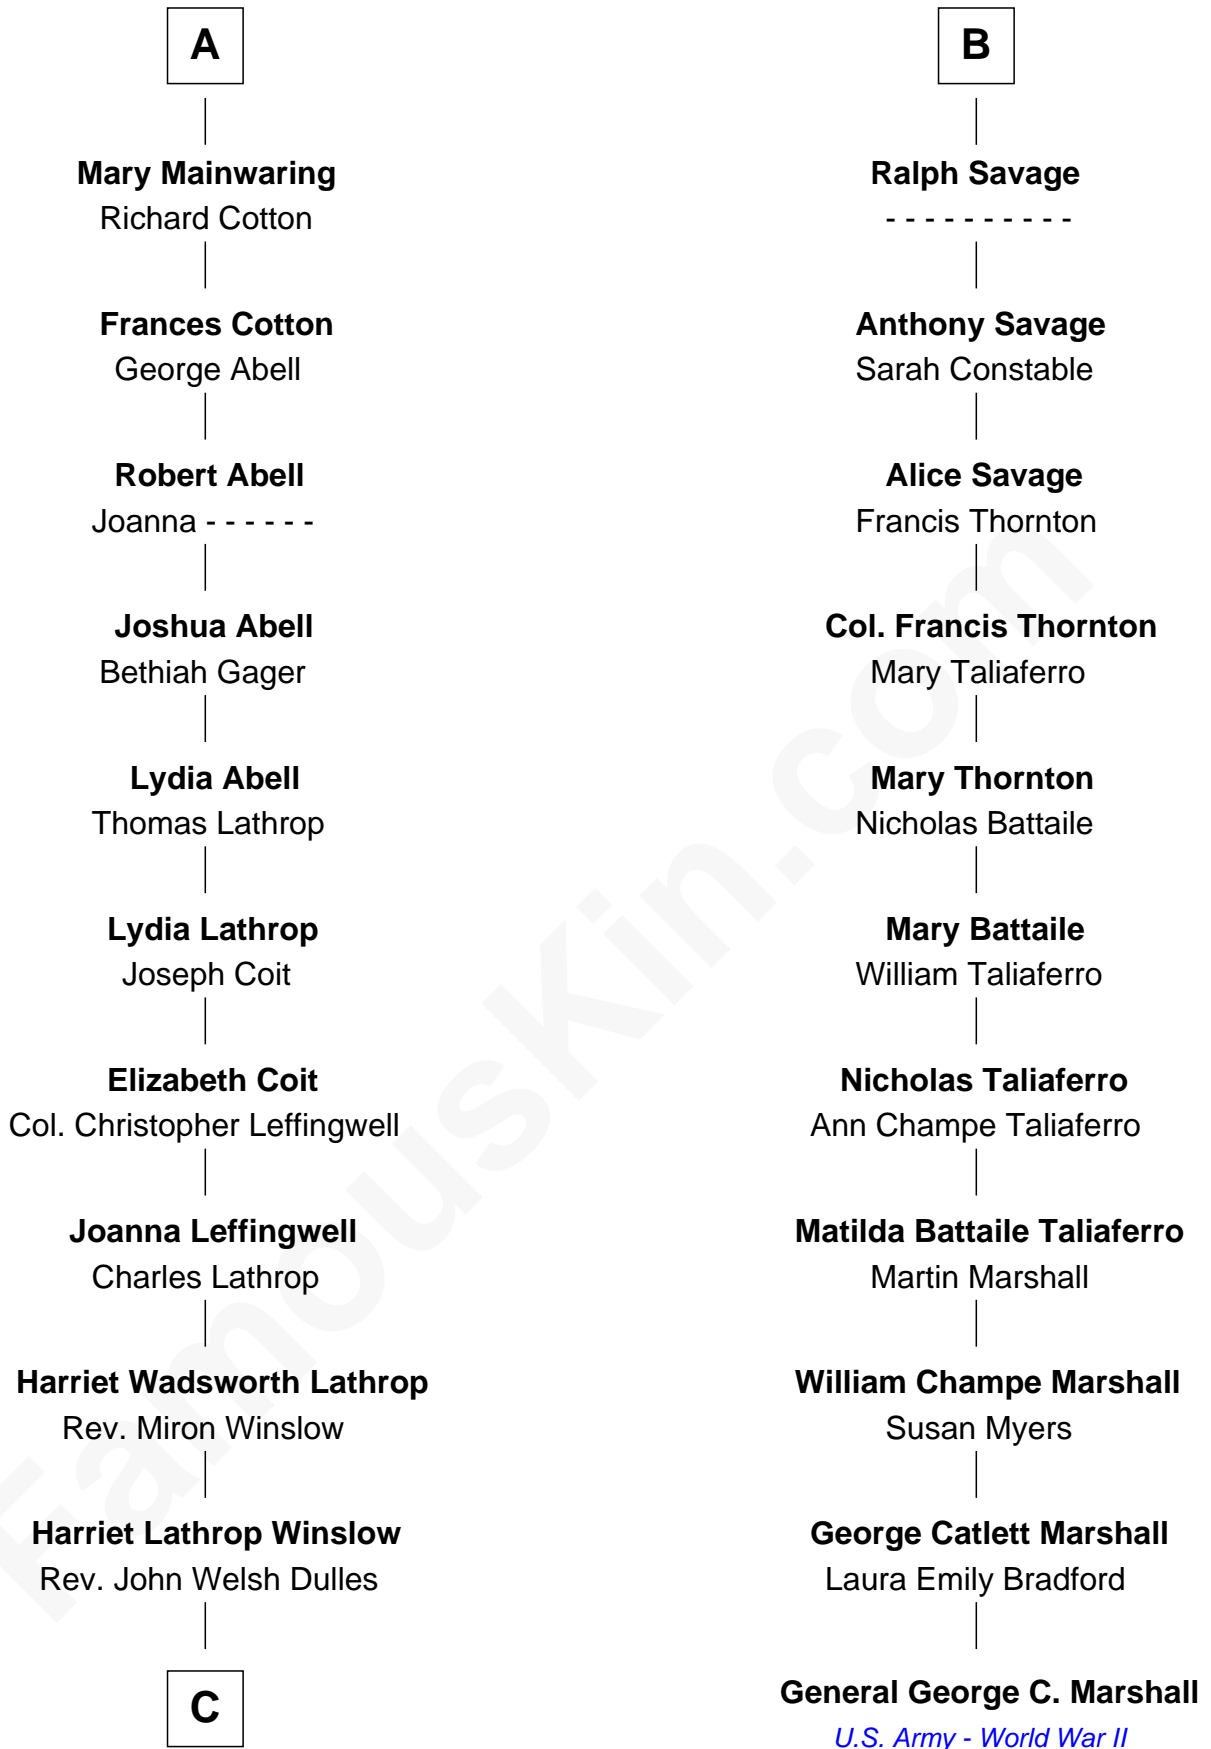 A
Mary Mainwaring
Richard Cotton
Frances Cotton
George Abell
Robert Abell
Joanna - - - - - -
Joshua Abell
Bethiah Gager
Lydia Abell
Thomas Lathrop
Lydia Lathrop
Joseph Coit
Elizabeth Coit
Col. Christopher Leffingwell
Joanna Leffingwell
Charles Lathrop
Harriet Wadsworth Lathrop
Rev. Miron Winslow
Harriet Lathrop Winslow
Rev. John Welsh Dulles
C
B
Ralph Savage
- - - - - - - - - -
Anthony Savage
Sarah Constable
Alice Savage
Francis Thornton
Col. Francis Thornton
Mary Taliaferro
Mary Thornton
Nicholas Battaile
Mary Battaile
William Taliaferro
Nicholas Taliaferro
Ann Champe Taliaferro
Matilda Battaile Taliaferro
Martin Marshall
William Champe Marshall
Susan Myers
George Catlett Marshall
Laura Emily Bradford
General George C. Marshall
U.S. Army - World War II
FamousKin.com